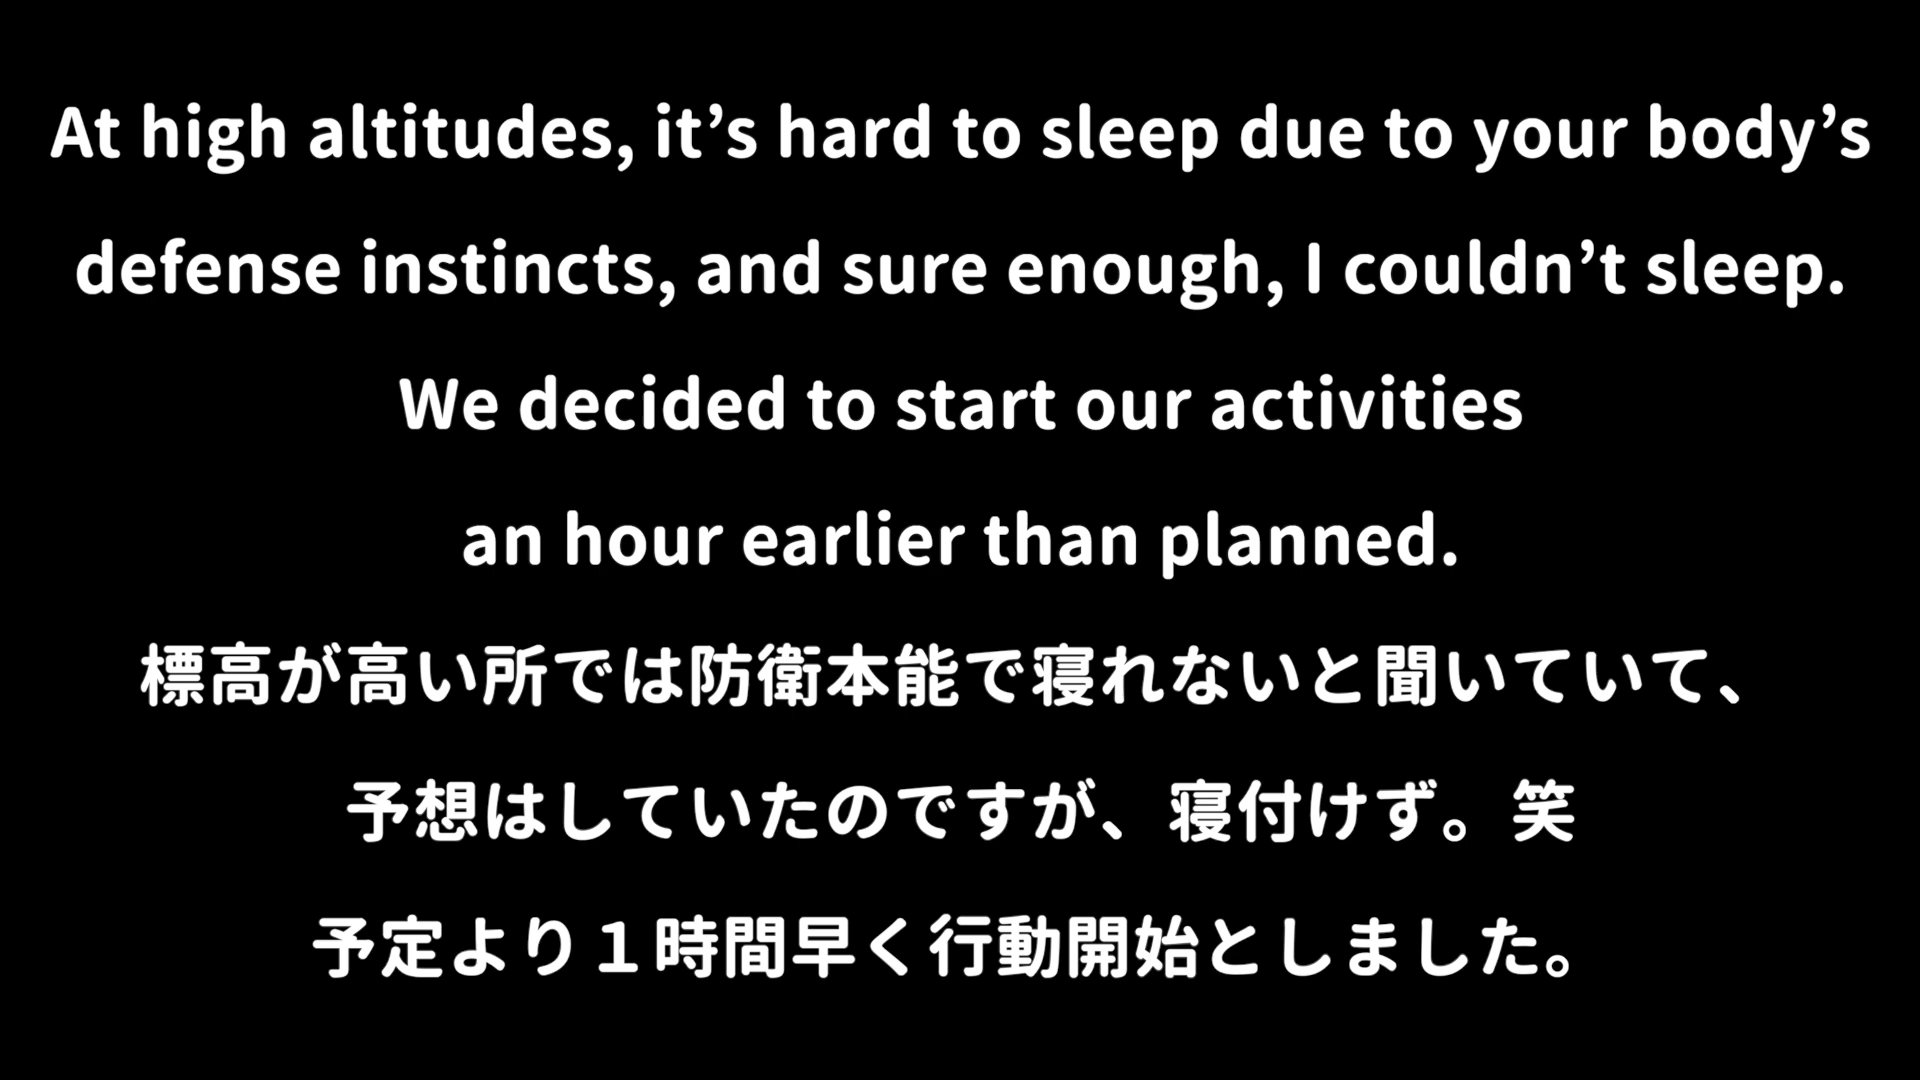 At high altitudes, it’s hard to sleep due to your body’s
defense instincts, and sure enough, I couldn’t sleep.
We decided to start our activities
an hour earlier than planned.
標高が高い所では防衛本能で寝れないと聞いていて、
予想はしていたのですが、寝付けず。笑
予定より１時間早く行動開始としました。